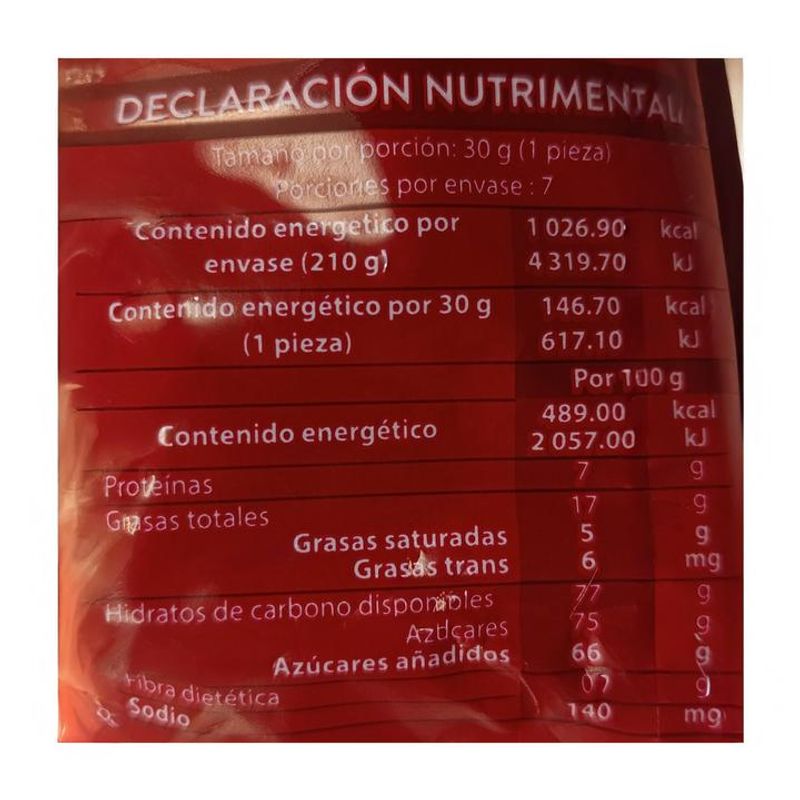 DECLARACIÓN NUTRIMENTAL
Tamaño por porción: 30 g (1 pieza)
Porciones por envase : 7
Contenido energético por 1 026.90 kcal
envase (210 g) 4 319.70 kJ
Contenido energético por 30 g 146.70 kcal
(1 pieza) 617.10 kJ
Por 100 g
489.00 kcal
Contenido energético 2 057.00 kJ
Proteínas 7 g
Grasas totales 17 g
Grasas saturadas 5 g
Grasas trans 6 mg
Hidratos de carbono disponibles 77 g
Azúcares 75 g
Azúcares añadidos 66 g
Fibra dietética g
Sodio 140 mg